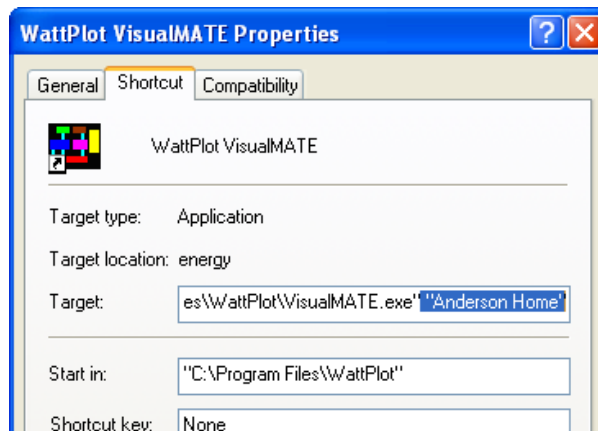 WattPlot VisualMATE Properties
General Shortcut Compatibility
WattPlot VisualMATE
Target type: Application
Target location: energy
Target: es\WattPlot\VisualMATE.exe" "Anderson Home"
Start in: "C:\Program Files\WattPlot"
Shortcut key: None